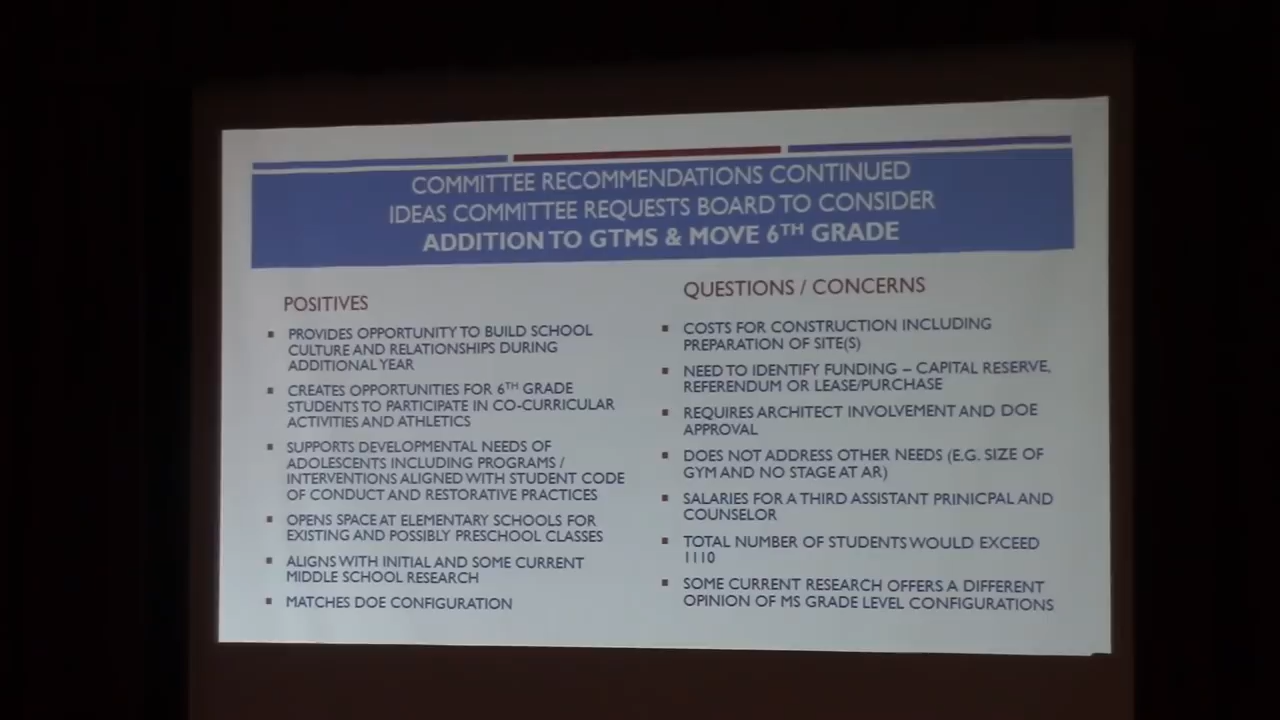 COMMITTEE RECOMMENDATIONS CONTINUED
IDEAS COMMITTEE REQUESTS BOARD TO CONSIDER
ADDITION TO GTMS & MOVE 6TH GRADE
POSITIVES
▪ PROVIDES OPPORTUNITY TO BUILD SCHOOL
CULTURE AND RELATIONSHIPS DURING
ADDITIONAL YEAR
▪ CREATES OPPORTUNITIES FOR 6TH GRADE
STUDENTS TO PARTICIPATE IN CO-CURRICULAR
ACTIVITIES AND ATHLETICS
▪ SUPPORTS DEVELOPMENTAL NEEDS OF
ADOLESCENTS INCLUDING PROGRAMS /
INTERVENTIONS ALIGNED WITH STUDENT CODE
OF CONDUCT AND RESTORATIVE PRACTICES
▪ OPENS SPACE AT ELEMENTARY SCHOOLS FOR
EXISTING AND POSSIBLY PRESCHOOL CLASSES
▪ ALIGNS WITH INITIAL AND SOME CURRENT
MIDDLE SCHOOL RESEARCH
▪ MATCHES DOE CONFIGURATION
QUESTIONS / CONCERNS
▪ COSTS FOR CONSTRUCTION INCLUDING
PREPARATION OF SITE(S)
▪ NEED TO IDENTIFY FUNDING – CAPITAL RESERVE,
REFERENDUM OR LEASE/PURCHASE
▪ REQUIRES ARCHITECT INVOLVEMENT AND DOE
APPROVAL
▪ DOES NOT ADDRESS OTHER NEEDS (E.G. SIZE OF
GYM AND NO STAGE AT AR)
▪ SALARIES FOR A THIRD ASSISTANT PRINICPAL AND
COUNSELOR
▪ TOTAL NUMBER OF STUDENTS WOULD EXCEED
1110
▪ SOME CURRENT RESEARCH OFFERS A DIFFERENT
OPINION OF MS GRADE LEVEL CONFIGURATIONS